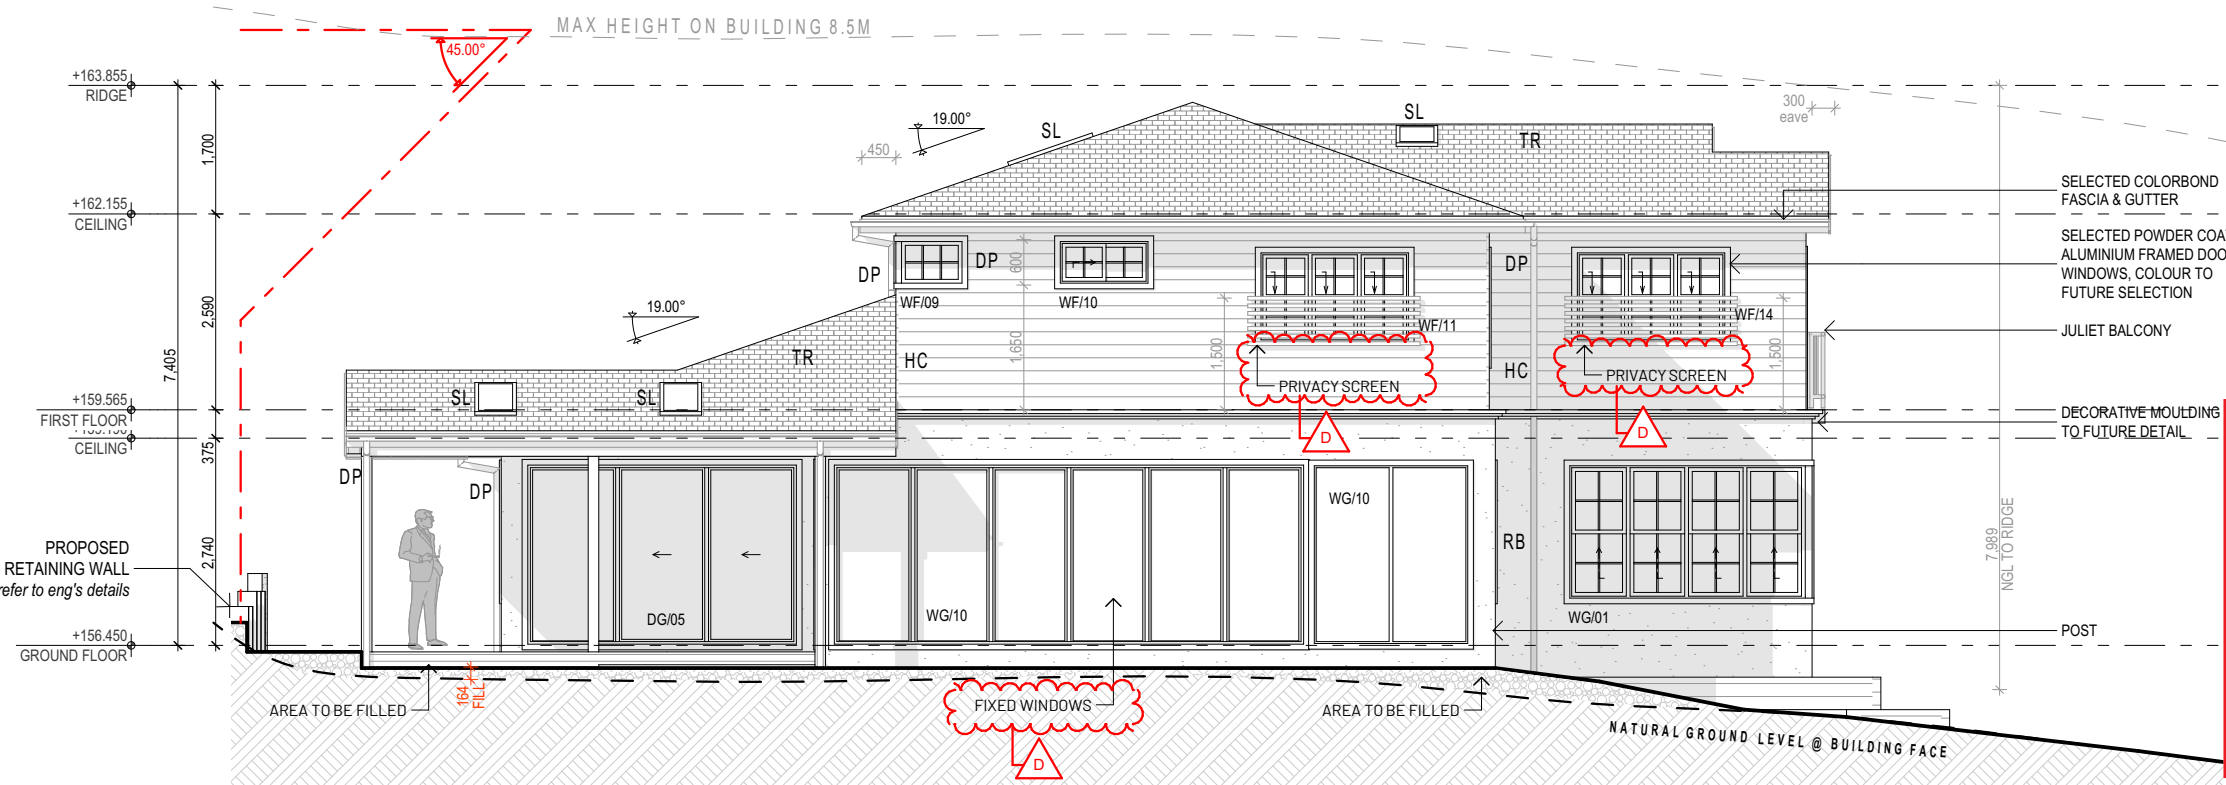 MAX HEIGHT ON BUILDING 8.5M
45.00°
+163.855
RIDGE
1,700
+162.155
CEILING
2,590
7,405
+159.565
FIRST FLOOR
CEILING
375
2,740
PROPOSED
RETAINING WALL
refer to eng's details
+156.450
GROUND FLOOR
19.00°
450
SL
SL
TR
300
eave
19.00°
TR
SL
SL
DP
DP
DP
DP
WF/09
WF/10
600
1,650
HC
1,500
WF/11
PRIVACY SCREEN
D
HC
WF/14
1,500
PRIVACY SCREEN
D
DP
DP
DG/05
WG/10
WG/10
RB
WG/01
SELECTED COLORBOND
FASCIA & GUTTER
SELECTED POWDER COA
ALUMINIUM FRAMED DOO
WINDOWS, COLOUR TO
FUTURE SELECTION
JULIET BALCONY
DECORATIVE MOULDING
TO FUTURE DETAIL
7,989
NGL TO RIDGE
POST
AREA TO BE FILLED
164
FILL
FIXED WINDOWS
D
AREA TO BE FILLED
NATURAL GROUND LEVEL @ BUILDING FACE